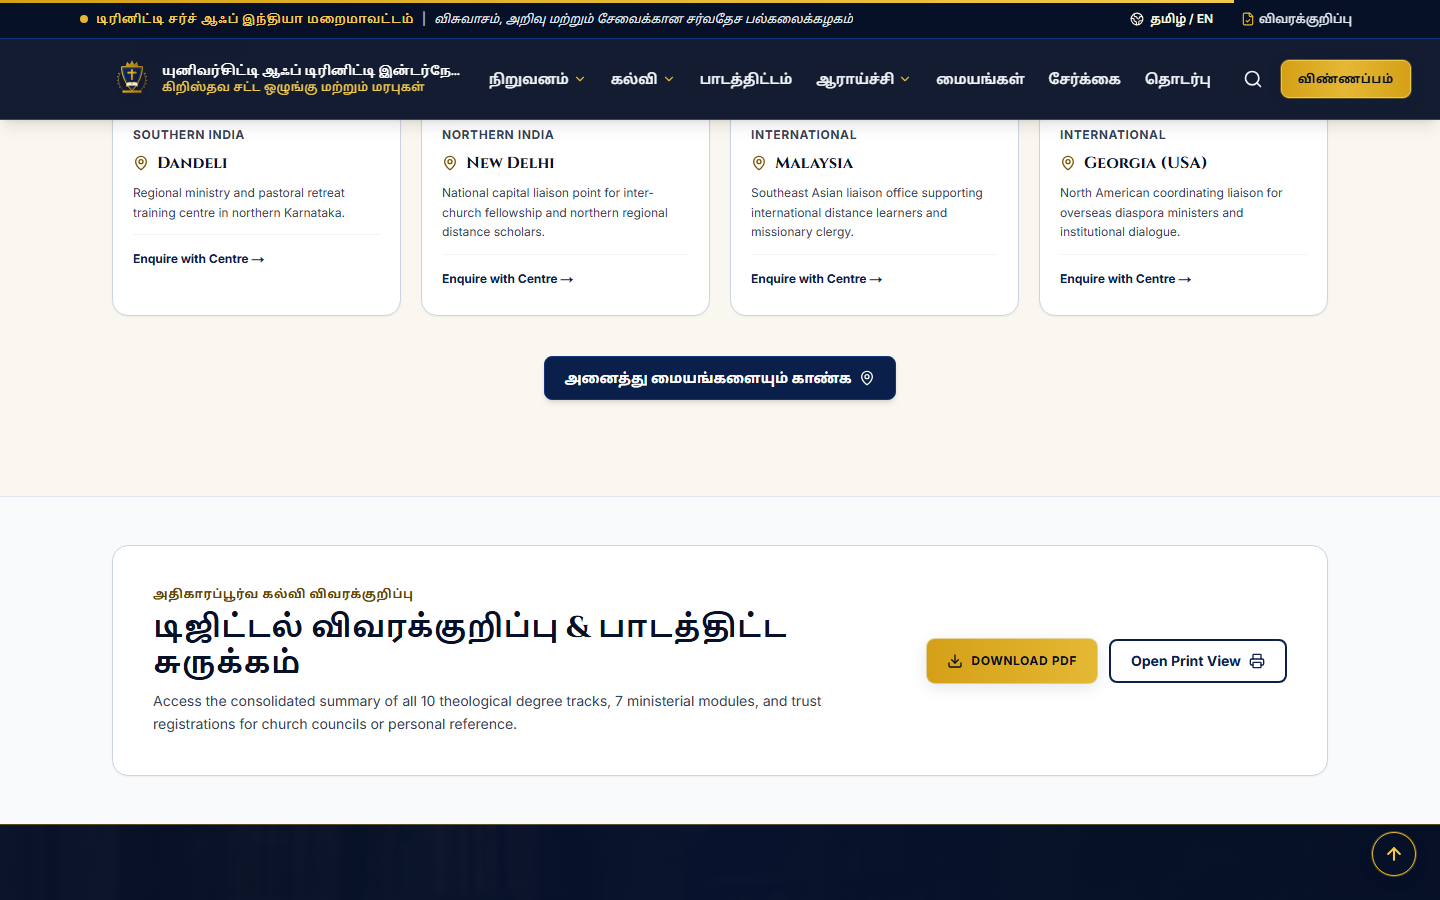 டிரினிட்டி சர்ச் ஆஃப் இந்தியா மறைமாவட்டம் | விசுவாசம், அறிவு மற்றும் சேவைக்கான சர்வதேச பல்கலைக்கழகம்
தமிழ் / EN
விவரக்குறிப்பு
யுனிவர்சிட்டி ஆஃப் டிரினிட்டி இன்டர்நே...
கிறிஸ்தவ சட்ட ஒழுங்கு மற்றும் மரபுகள்
நிறுவனம்
கல்வி
பாடத்திட்டம்
ஆராய்ச்சி
மையங்கள்
சேர்க்கை
தொடர்பு
விண்ணப்பம்
SOUTHERN INDIA
DANDELI
Regional ministry and pastoral retreat
training centre in northern Karnataka.
Enquire with Centre →
NORTHERN INDIA
NEW DELHI
National capital liaison point for inter-
church fellowship and northern regional
distance scholars.
Enquire with Centre →
INTERNATIONAL
MALAYSIA
Southeast Asian liaison office supporting
international distance learners and
missionary clergy.
Enquire with Centre →
INTERNATIONAL
GEORGIA (USA)
North American coordinating liaison for
overseas diaspora ministers and
institutional dialogue.
Enquire with Centre →
அனைத்து மையங்களையும் காண்க
அதிகாரப்பூர்வ கல்வி விவரக்குறிப்பு
டிஜிட்டல் விவரக்குறிப்பு & பாடத்திட்ட
சுருக்கம்
Access the consolidated summary of all 10 theological degree tracks, 7 ministerial modules, and trust
registrations for church councils or personal reference.
DOWNLOAD PDF
Open Print View